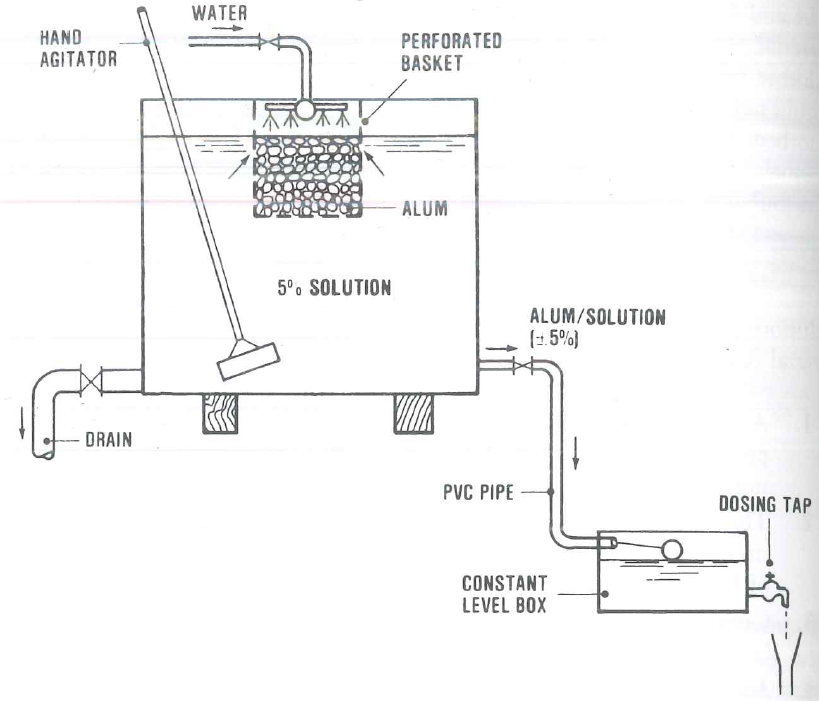 WATER
HAND
AGITATOR
PERFORATED
BASKET
ALUM
5% SOLUTION
ALUM/SOLUTION
(±5%)
DRAIN
PVC PIPE
DOSING TAP
CONSTANT
LEVEL BOX